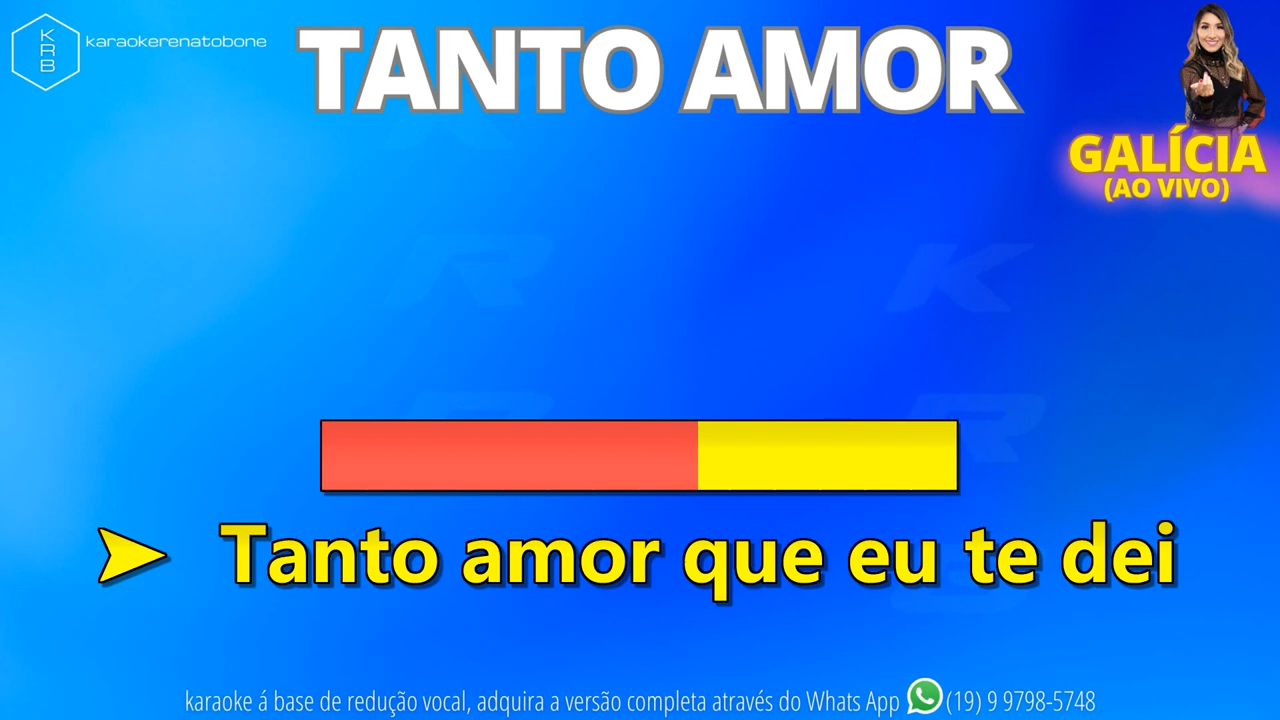 KRB
karaokerenatobone
TANTO AMOR
GALÍCIA
(AO VIVO)
R
K
R
R
➤ Tanto amor que eu te dei
karaoke á base de redução vocal, adquira a versão completa através do Whats App (19) 9 9798-5748